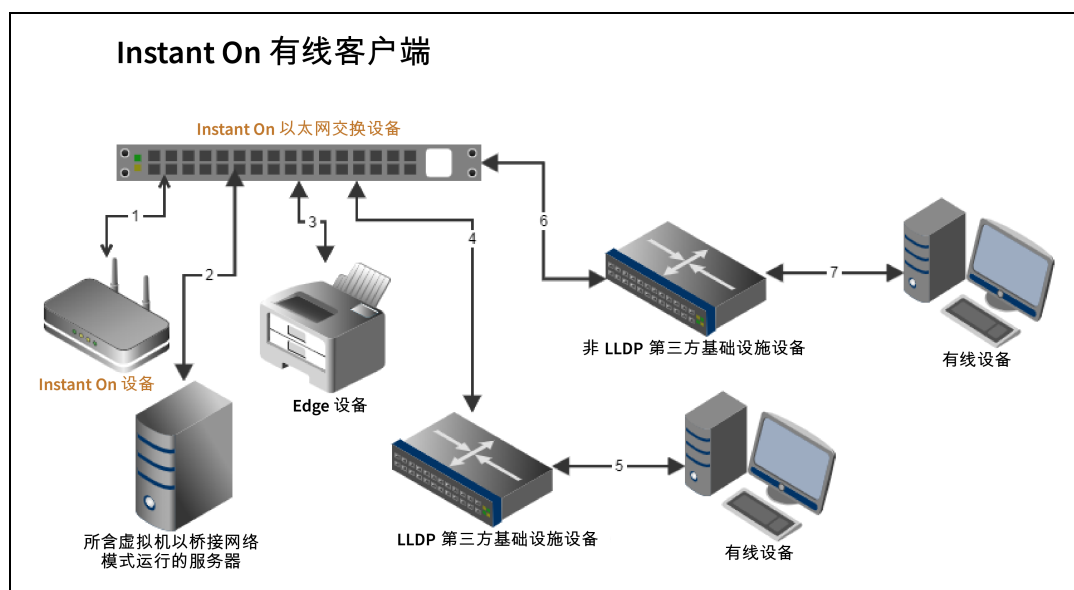 Instant On 有线客户端
Instant On 以太网交换设备
1
2
3
4
6
7
非 LLDP 第三方基础设施设备
有线设备
Instant On 设备
Edge 设备
5
所含虚拟机以桥接网络
模式运行的服务器
LLDP 第三方基础设施设备
有线设备